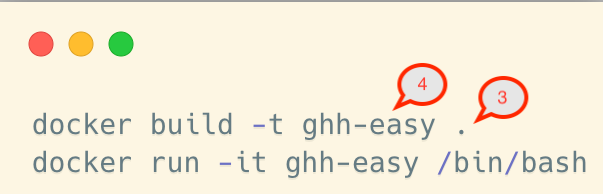 4
3
docker build -t ghh-easy .
docker run -it ghh-easy /bin/bash